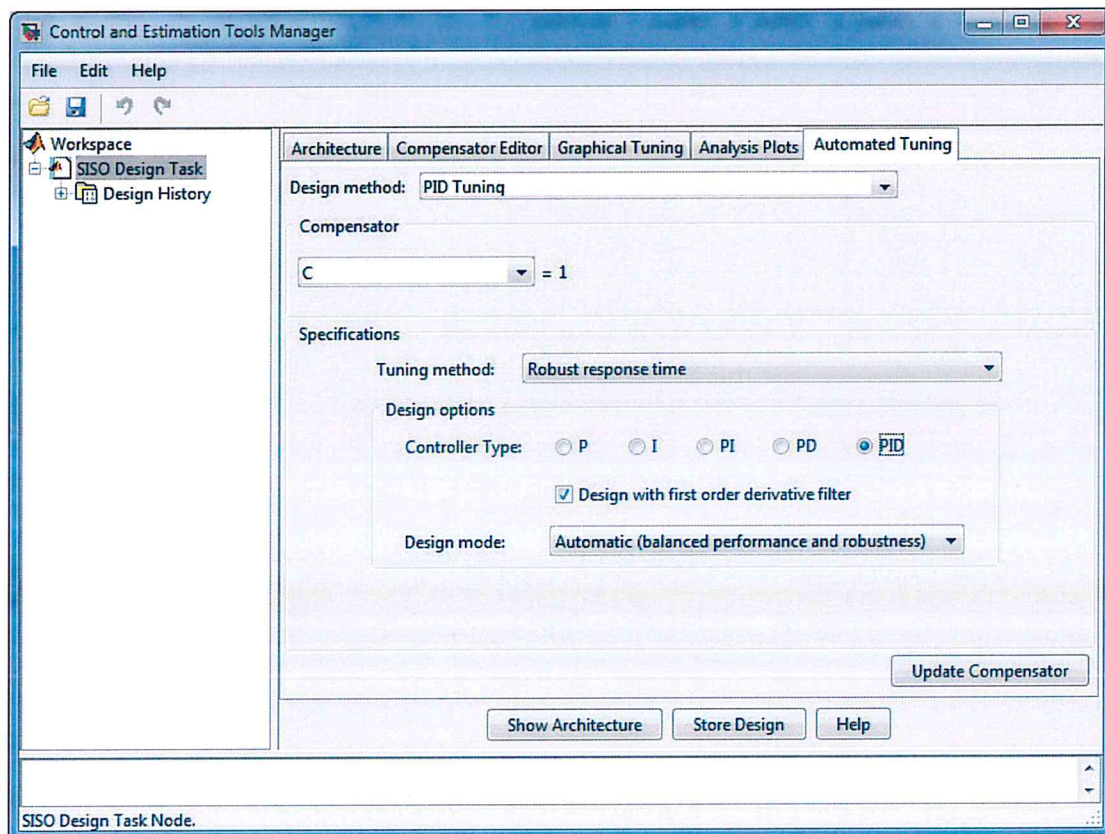 Control and Estimation Tools Manager
File Edit Help
Workspace
SISO Design Task
Design History
Architecture Compensator Editor Graphical Tuning Analysis Plots Automated Tuning
Design method: PID Tuning
Compensator
C = 1
Specifications
Tuning method: Robust response time
Design options
Controller Type: P I PI PD PID
Design with first order derivative filter
Design mode: Automatic (balanced performance and robustness)
Update Compensator
Show Architecture Store Design Help
SISO Design Task Node.